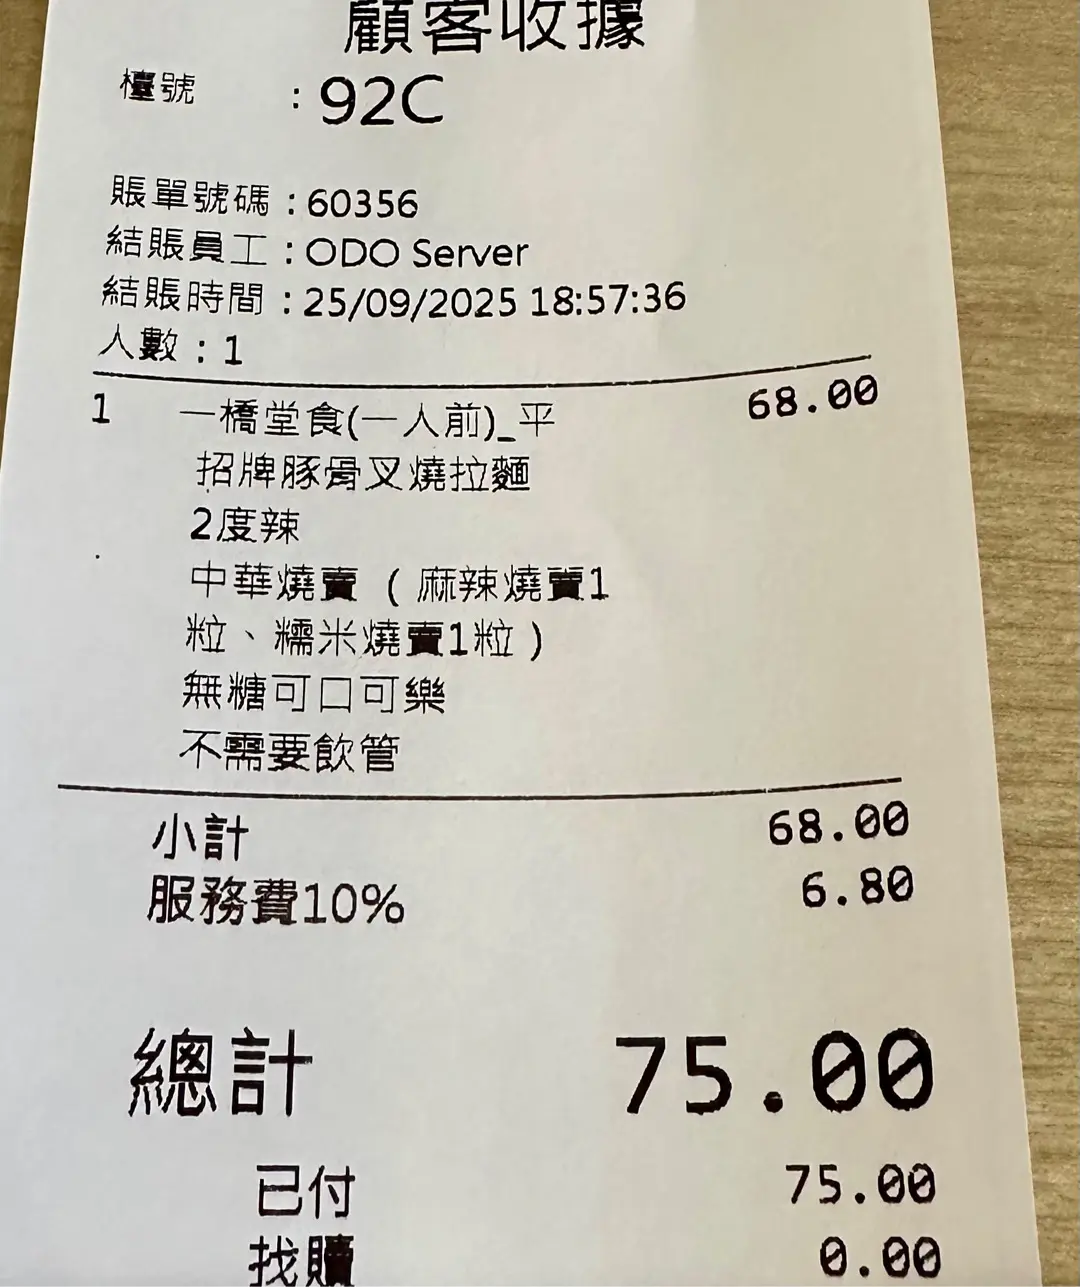 顧客收據
檯號 : 92C
賬單號碼 : 60356
結賬員工 : ODO Server
結賬時間 : 25/09/2025 18:57:36
人數 : 1
1 一橋堂食(一人前)_平 68.00
招牌豚骨叉燒拉麵
2度辣
中華燒賣 ( 麻辣燒賣1
粒、糯米燒賣1粒 )
無糖可口可樂
不需要飲管
小計 68.00
服務費10% 6.80
總計 75.00
已付 75.00
找贖 0.00